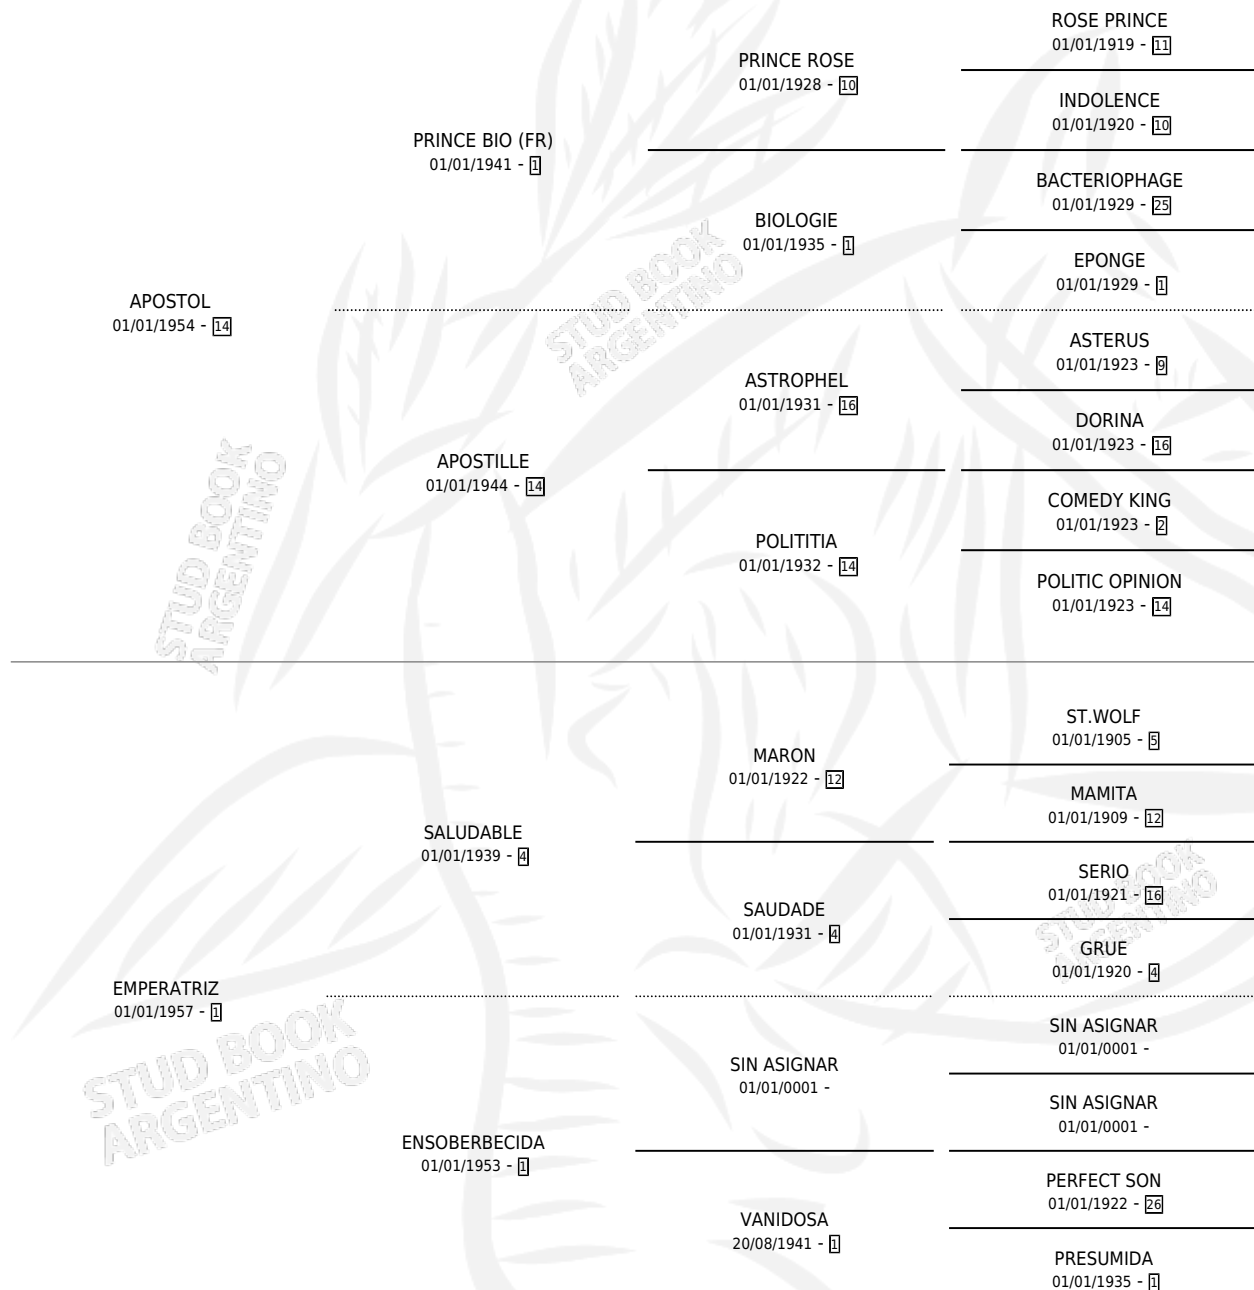 ROSE PRINCE
01/01/1919 - 11
PRINCE ROSE
01/01/1928 - 10
INDOLENCE
01/01/1920 - 10
PRINCE BIO (FR)
01/01/1941 - 1
BACTERIOPHAGE
01/01/1929 - 25
BIOLOGIE
01/01/1935 - 1
EPONGE
01/01/1929 - 1
APOSTOL
01/01/1954 - 14
ASTERUS
01/01/1923 - 9
ASTROPHEL
01/01/1931 - 16
DORINA
01/01/1923 - 16
APOSTILLE
01/01/1944 - 14
COMEDY KING
01/01/1923 - 2
POLITITIA
01/01/1932 - 14
POLITIC OPINION
01/01/1923 - 14
ST.WOLF
01/01/1905 - 5
MARON
01/01/1922 - 12
MAMITA
01/01/1909 - 12
SALUDABLE
01/01/1939 - 4
SERIO
01/01/1921 - 16
SAUDADE
01/01/1931 - 4
GRUE
01/01/1920 - 4
EMPERATRIZ
01/01/1957 - 1
SIN ASIGNAR
01/01/0001 -
SIN ASIGNAR
01/01/0001 -
SIN ASIGNAR
01/01/0001 -
ENSOBERBECIDA
01/01/1953 - 1
PERFECT SON
01/01/1922 - 26
VANIDOSA
20/08/1941 - 1
PRESUMIDA
01/01/1935 - 1
STUD BOOK
ARGENTINO
STUD BOOK
ARGENTINO
STUD BOOK
ARGENTINO
STUD BOOK
ARGENTINO